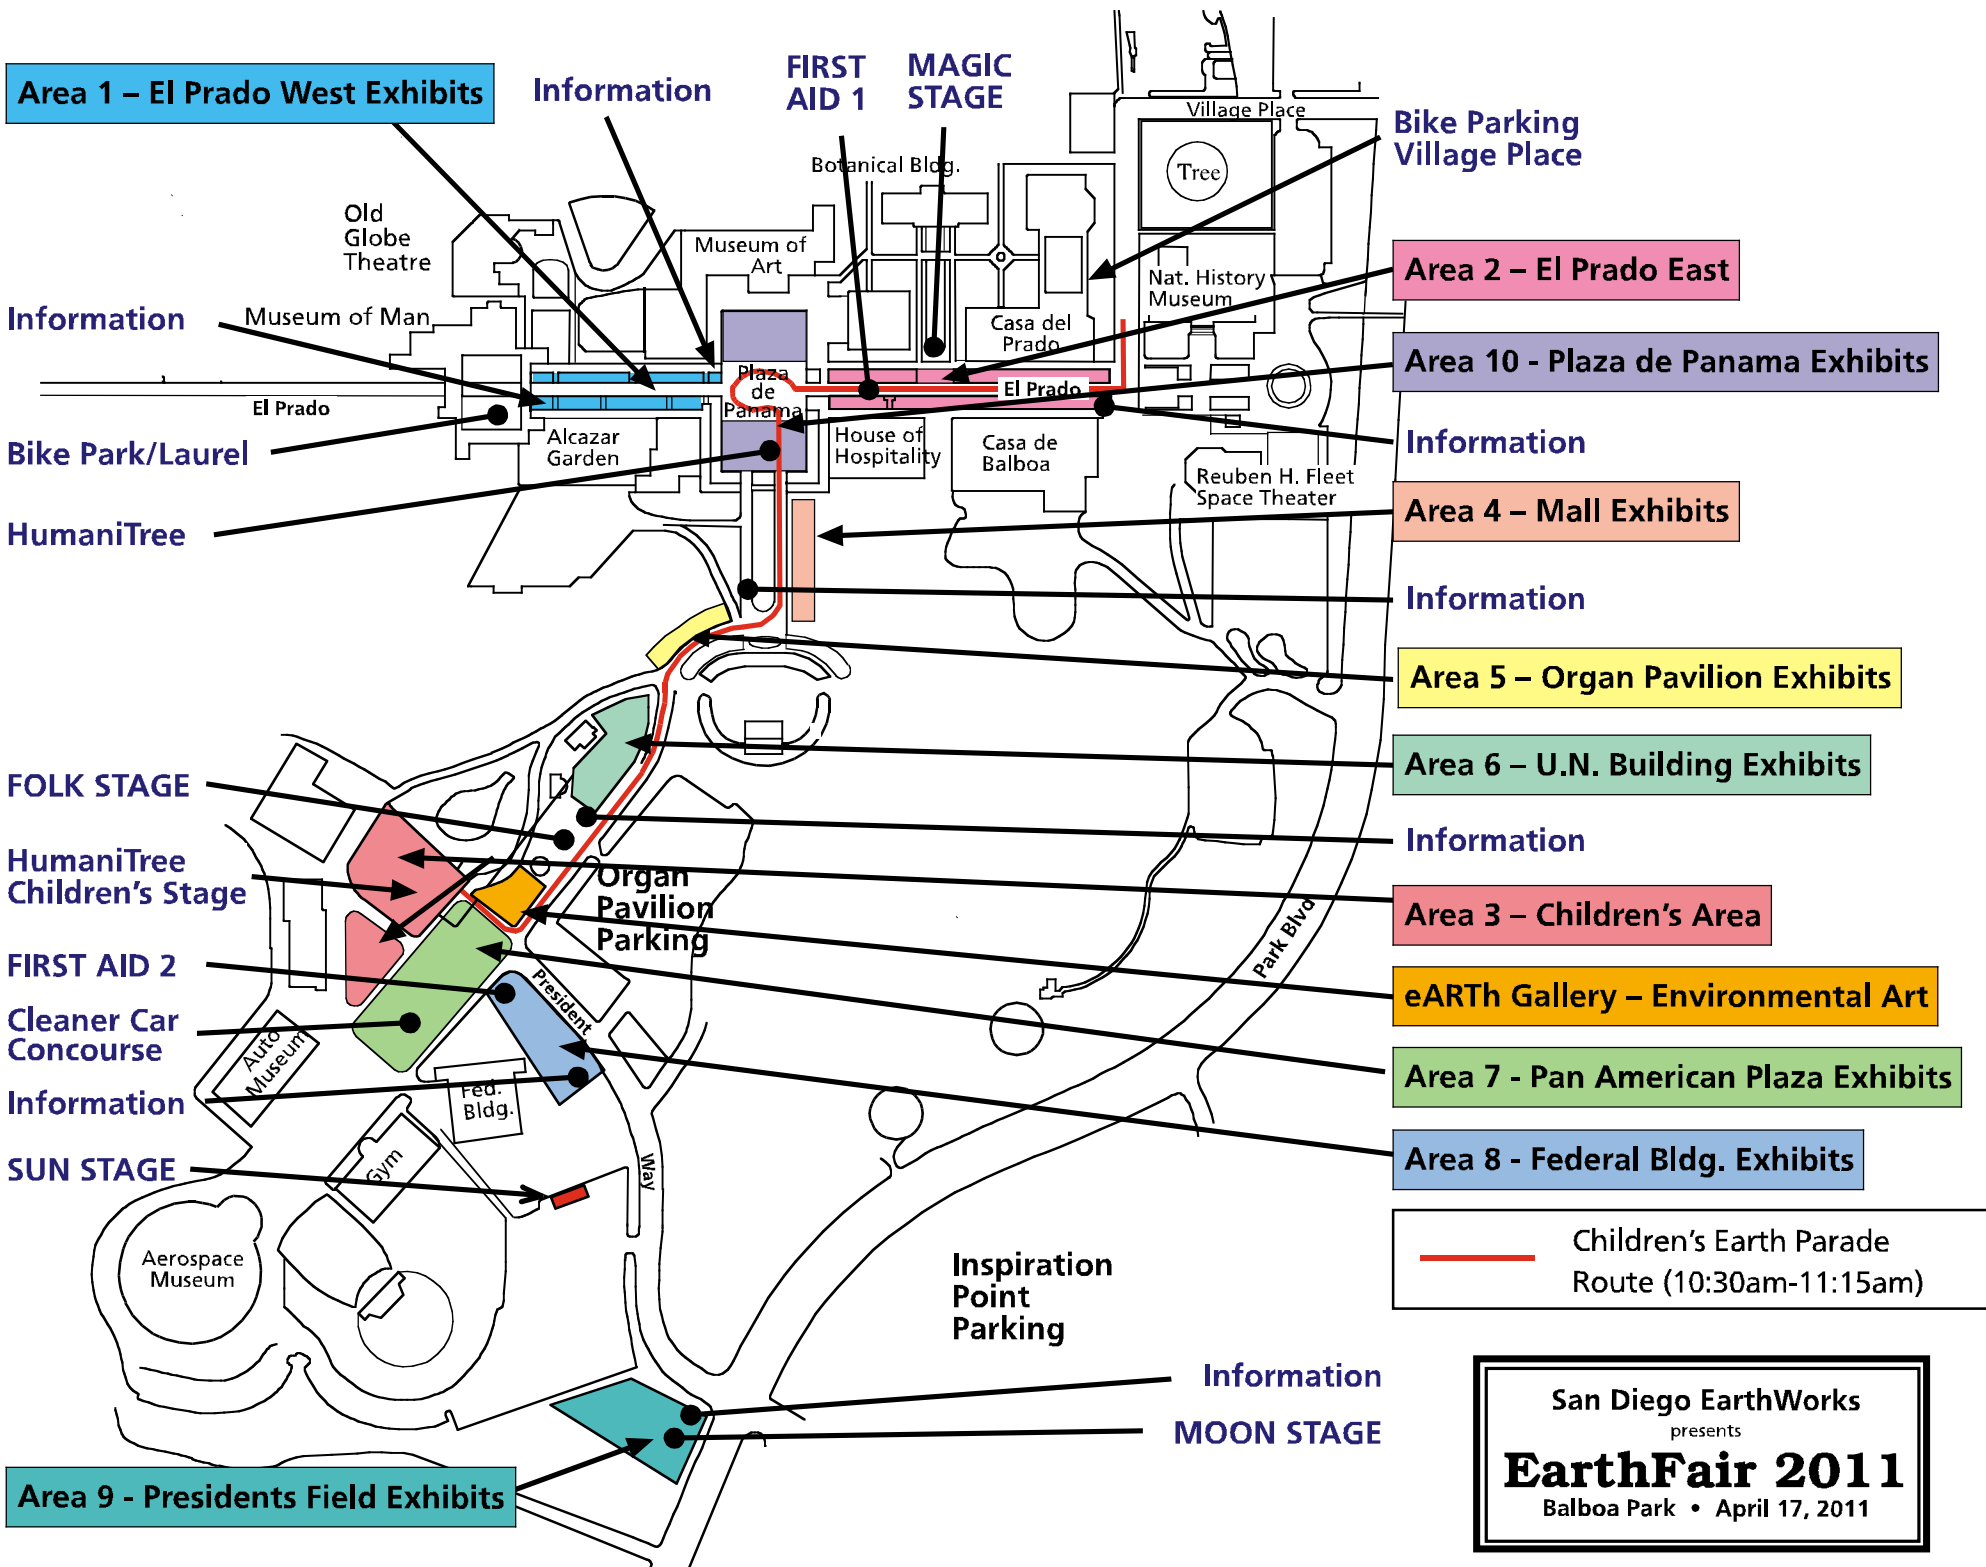 Area 1 – El Prado West Exhibits
Information
FIRST
AID 1
MAGIC
STAGE
Village Place
Bike Parking
Village Place
Botanical Bldg.
Tree
Old
Globe
Theatre
Museum of
Art
Nat. History
Museum
Area 2 – El Prado East
Information
Museum of Man
Casa del
Prado
Area 10 - Plaza de Panama Exhibits
Plaza
de
Panama
El Prado
El Prado
Information
Bike Park/Laurel
Alcazar
Garden
House of
Hospitality
Casa de
Balboa
Reuben H. Fleet
Space Theater
Area 4 – Mall Exhibits
HumaniTree
Information
Area 5 – Organ Pavilion Exhibits
Area 6 – U.N. Building Exhibits
FOLK STAGE
Information
HumaniTree
Children's Stage
Organ
Pavilion
Parking
Area 3 – Children's Area
Park Blvd
FIRST AID 2
President
Way
eARTh Gallery – Environmental Art
Cleaner Car
Concourse
Auto
Museum
Area 7 - Pan American Plaza Exhibits
Information
Fed.
Bldg.
Area 8 - Federal Bldg. Exhibits
SUN STAGE
Gym
Children's Earth Parade
Route (10:30am-11:15am)
Aerospace
Museum
Inspiration
Point
Parking
Information
MOON STAGE
Area 9 - Presidents Field Exhibits
San Diego EarthWorks
presents
EarthFair 2011
Balboa Park • April 17, 2011